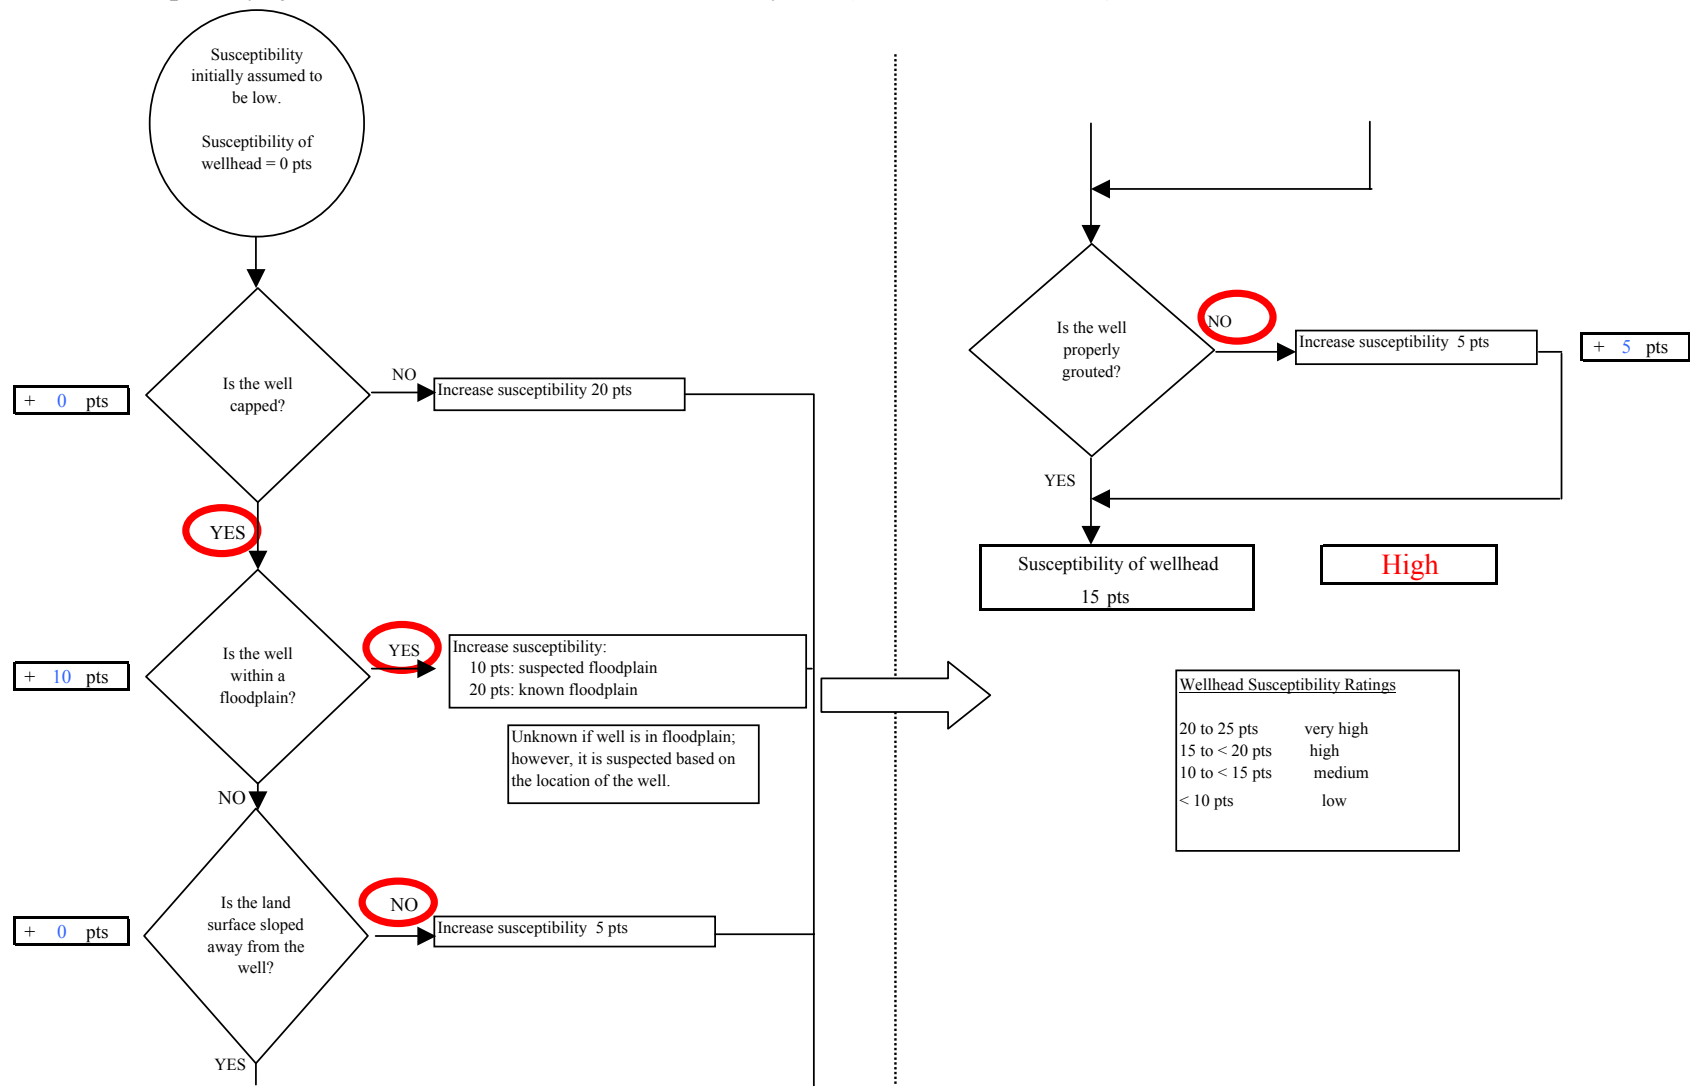 Susceptibility
initially assumed to
be low.
Susceptibility of
wellhead = 0 pts
Is the well
capped?
NO
Increase susceptibility 20 pts
+ 0 pts
YES
Is the well
within a
floodplain?
YES
Increase susceptibility:
10 pts: suspected floodplain
20 pts: known floodplain
+ 10 pts
Unknown if well is in floodplain;
however, it is suspected based on
the location of the well.
NO
Is the land
surface sloped
away from the
well?
NO
Increase susceptibility 5 pts
+ 0 pts
YES
Is the well
properly
grouted?
NO
Increase susceptibility 5 pts
+ 5 pts
YES
Susceptibility of wellhead
15 pts
High
Wellhead Susceptibility Ratings
20 to 25 pts very high
15 to < 20 pts high
10 to < 15 pts medium
< 10 pts low